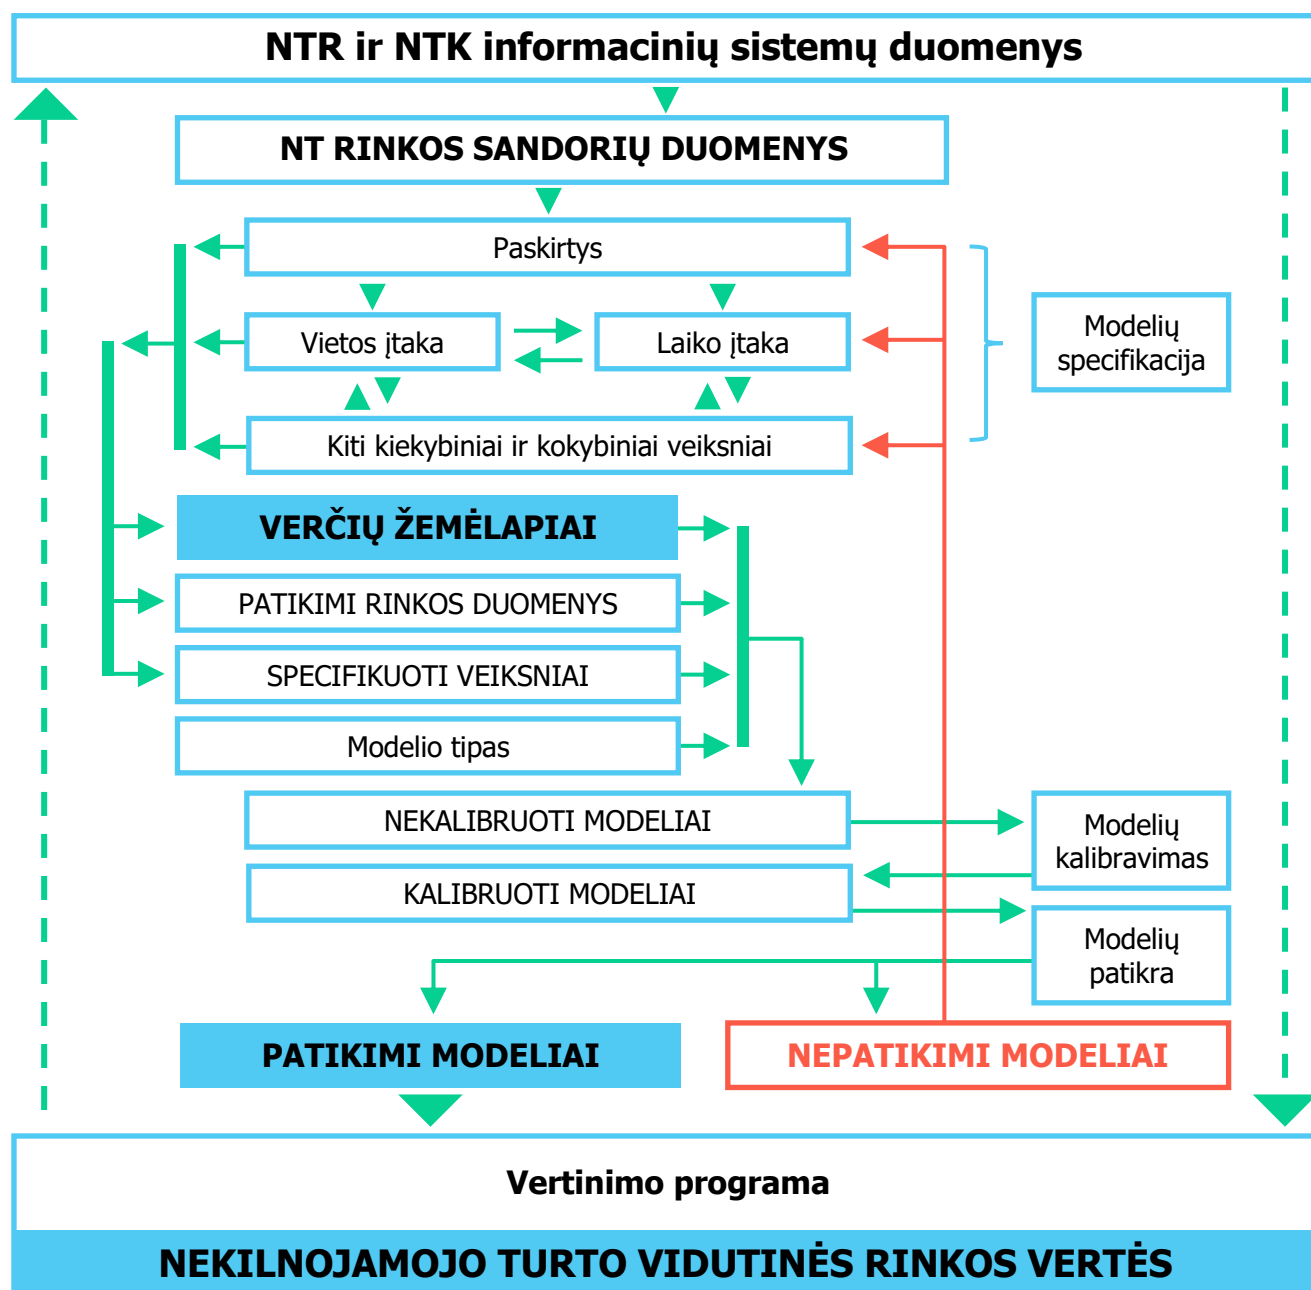 NTR ir NTK informacinių sistemų duomenys
NT RINKOS SANDORIŲ DUOMENYS
Paskirtys
Vietos įtaka
Laiko įtaka
Kiti kiekybiniai ir kokybiniai veiksniai
Modelių
specifikacija
VERČIŲ ŽEMĖLAPIAI
PATIKIMI RINKOS DUOMENYS
SPECIFIKUOTI VEIKSNIAI
Modelio tipas
NEKALIBRUOTI MODELIAI
Modelių
kalibravimas
KALIBRUOTI MODELIAI
Modelių
patikra
PATIKIMI MODELIAI
NEPATIKIMI MODELIAI
Vertinimo programa
NEKILNOJAMOJO TURTO VIDUTINĖS RINKOS VERTĖS